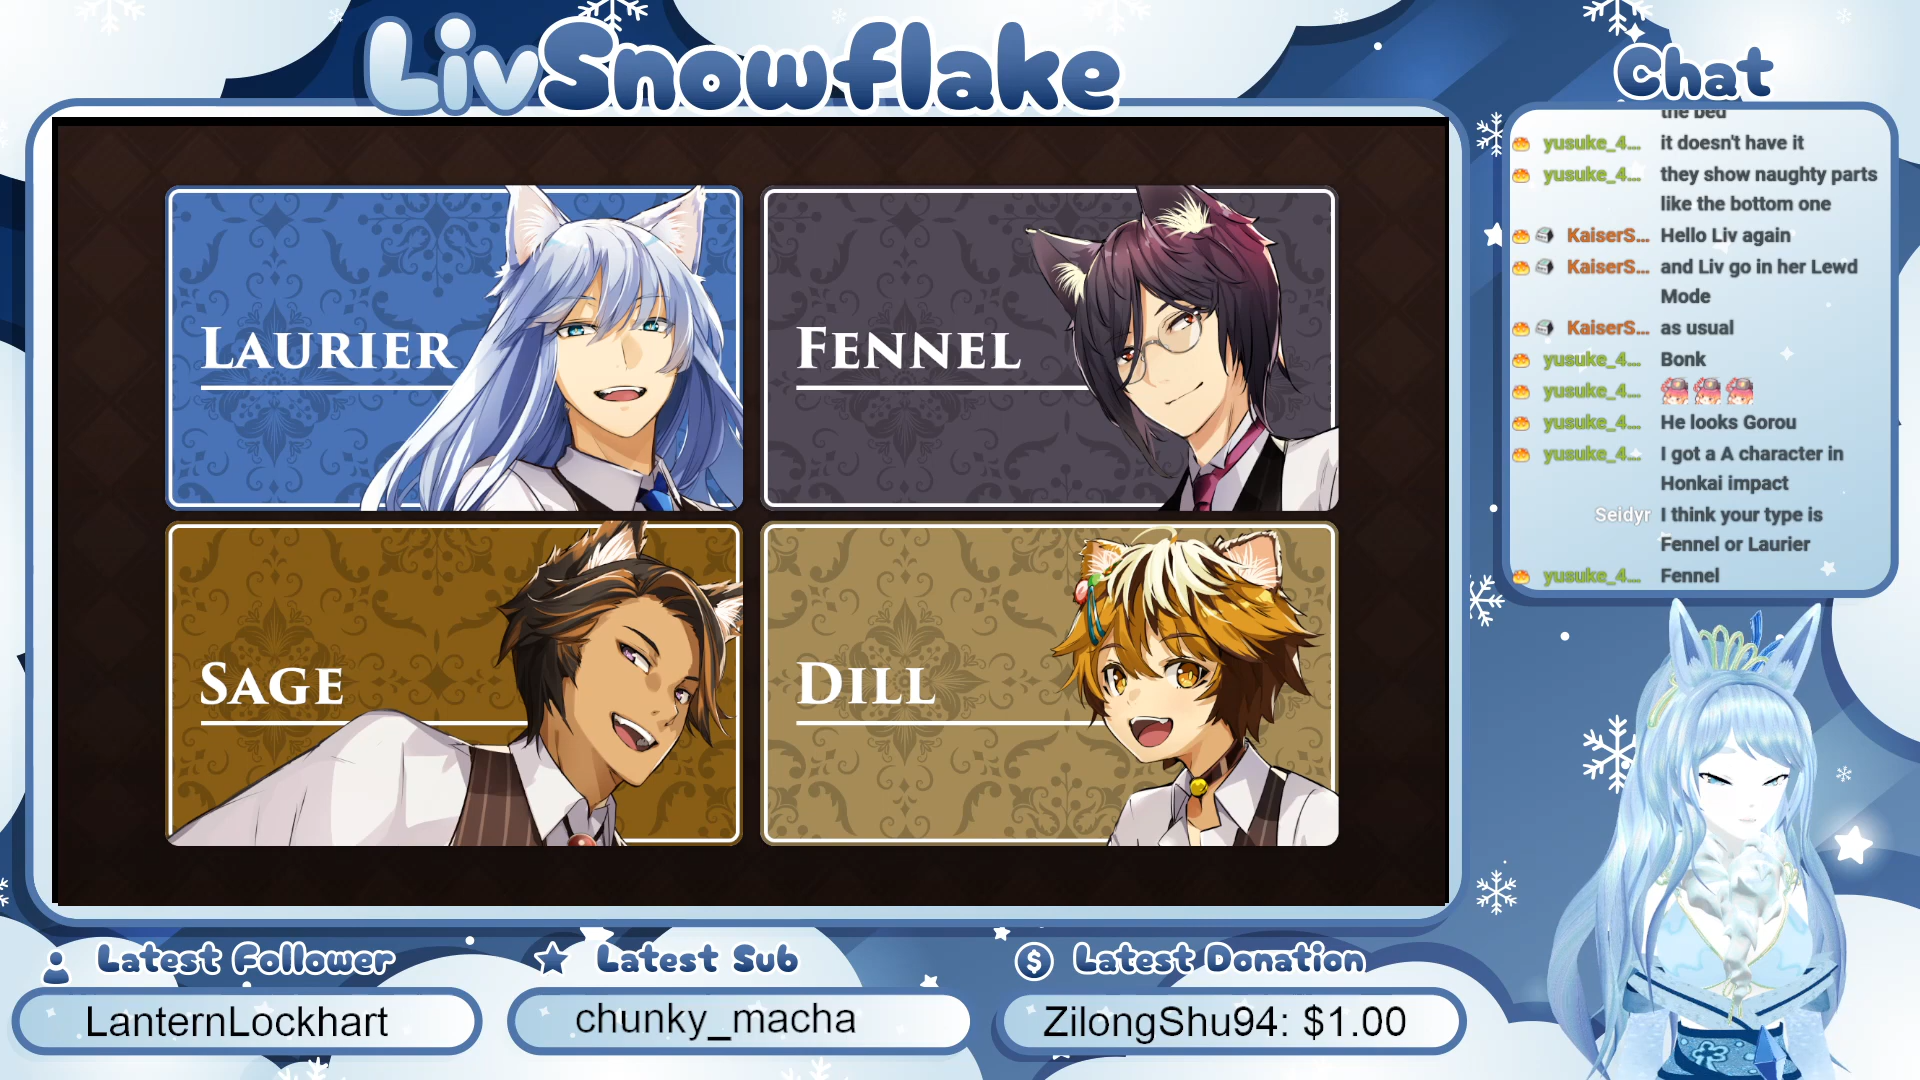 LivSnowflake
Chat
LAURIER
FENNEL
SAGE
DILL
the bed
yusuke_4... it doesn't have it
yusuke_4... they show naughty parts
like the bottom one
KaiserS... Hello Liv again
KaiserS... and Liv go in her Lewd
Mode
KaiserS... as usual
yusuke_4... Bonk
yusuke_4...
yusuke_4... He looks Gorou
yusuke_4... I got a A character in
Honkai impact
Seidyr I think your type is
Fennel or Laurier
yusuke_4... Fennel
Latest Follower
LanternLockhart
Latest Sub
chunky_macha
Latest Donation
ZilongShu94: $1.00